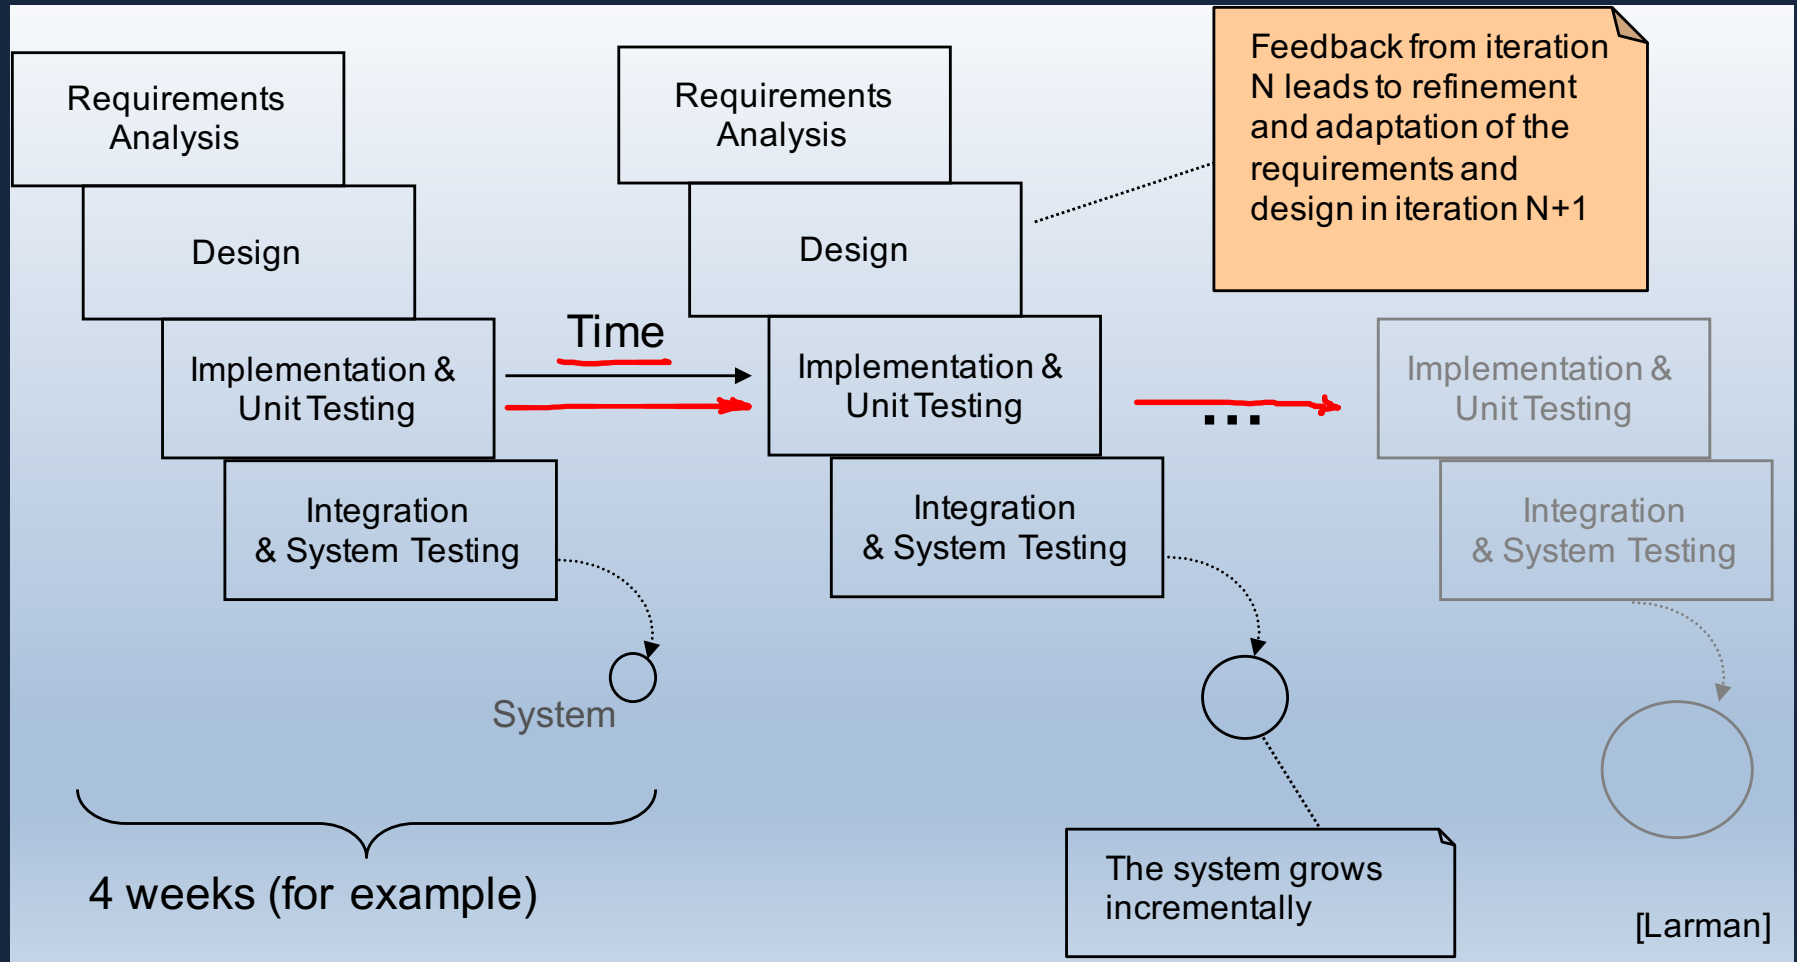 Requirements
Analysis
Design
Implementation &
Unit Testing
Integration
& System Testing
System
4 weeks (for example)
Time
Requirements
Analysis
Design
Implementation &
Unit Testing
Integration
& System Testing
Feedback from iteration
N leads to refinement
and adaptation of the
requirements and
design in iteration N+1
...
Implementation &
Unit Testing
Integration
& System Testing
The system grows
incrementally
[Larman]